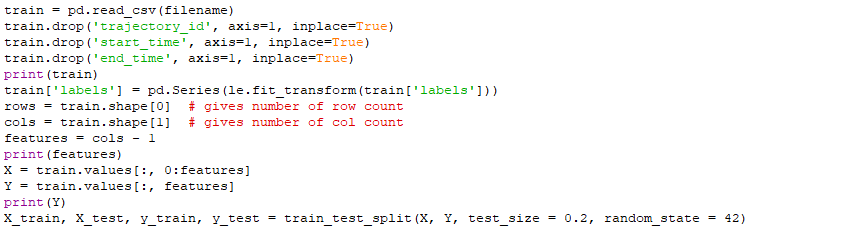 train = pd.read_csv(filename)
train.drop('trajectory_id', axis=1, inplace=True)
train.drop('start_time', axis=1, inplace=True)
train.drop('end_time', axis=1, inplace=True)
print(train)
train['labels'] = pd.Series(le.fit_transform(train['labels']))
rows = train.shape[0]  # gives number of row count
cols = train.shape[1]  # gives number of col count
features = cols - 1
print(features)
X = train.values[:, 0:features]
Y = train.values[:, features]
print(Y)
X_train, X_test, y_train, y_test = train_test_split(X, Y, test_size = 0.2, random_state = 42)